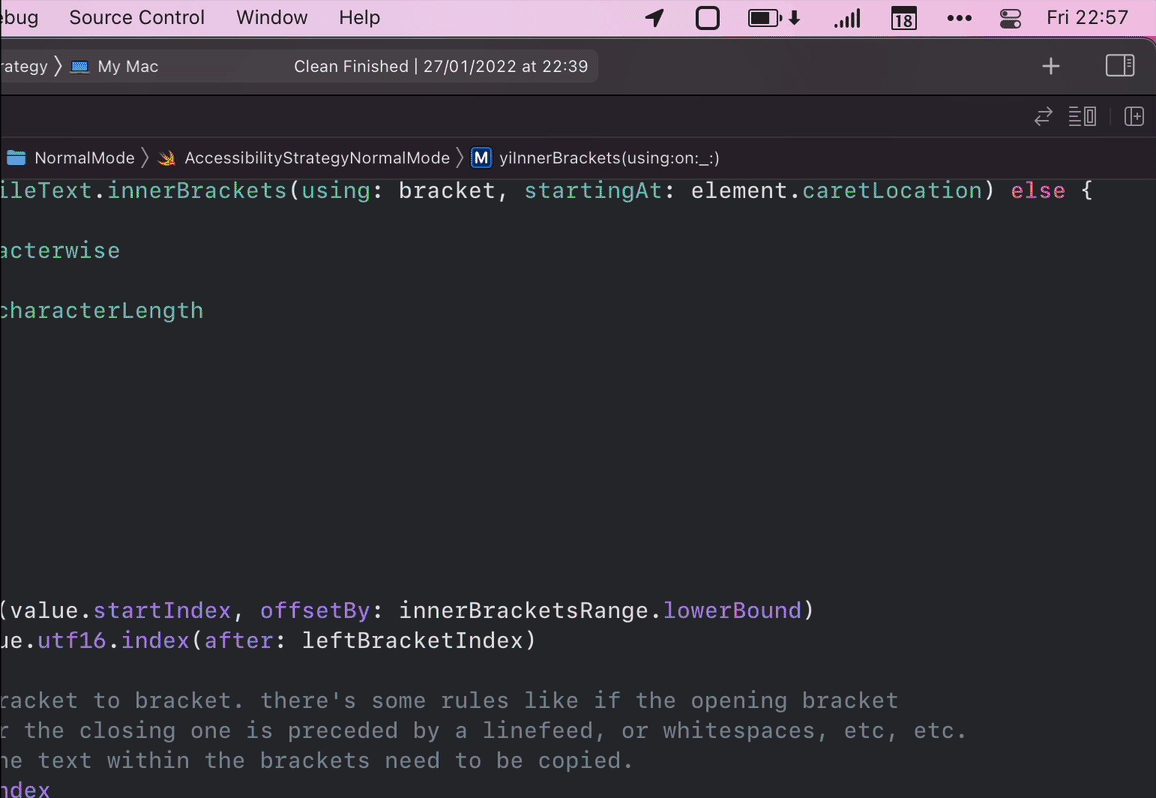 ebug Source Control Window Help 18 Fri 22:57
rategy My Mac Clean Finished | 27/01/2022 at 22:39
NormalMode AccessibilityStrategyNormalMode M yiInnerBrackets(using:on:_:)
ileText.innerBrackets(using: bracket, startingAt: element.caretLocation) else {
acterwise
characterLength
(value.startIndex, offsetBy: innerBracketsRange.lowerBound)
ue.utf16.index(after: leftBracketIndex)
racket to bracket. there's some rules like if the opening bracket
r the closing one is preceded by a linefeed, or whitespaces, etc, etc.
he text within the brackets need to be copied.
ndex